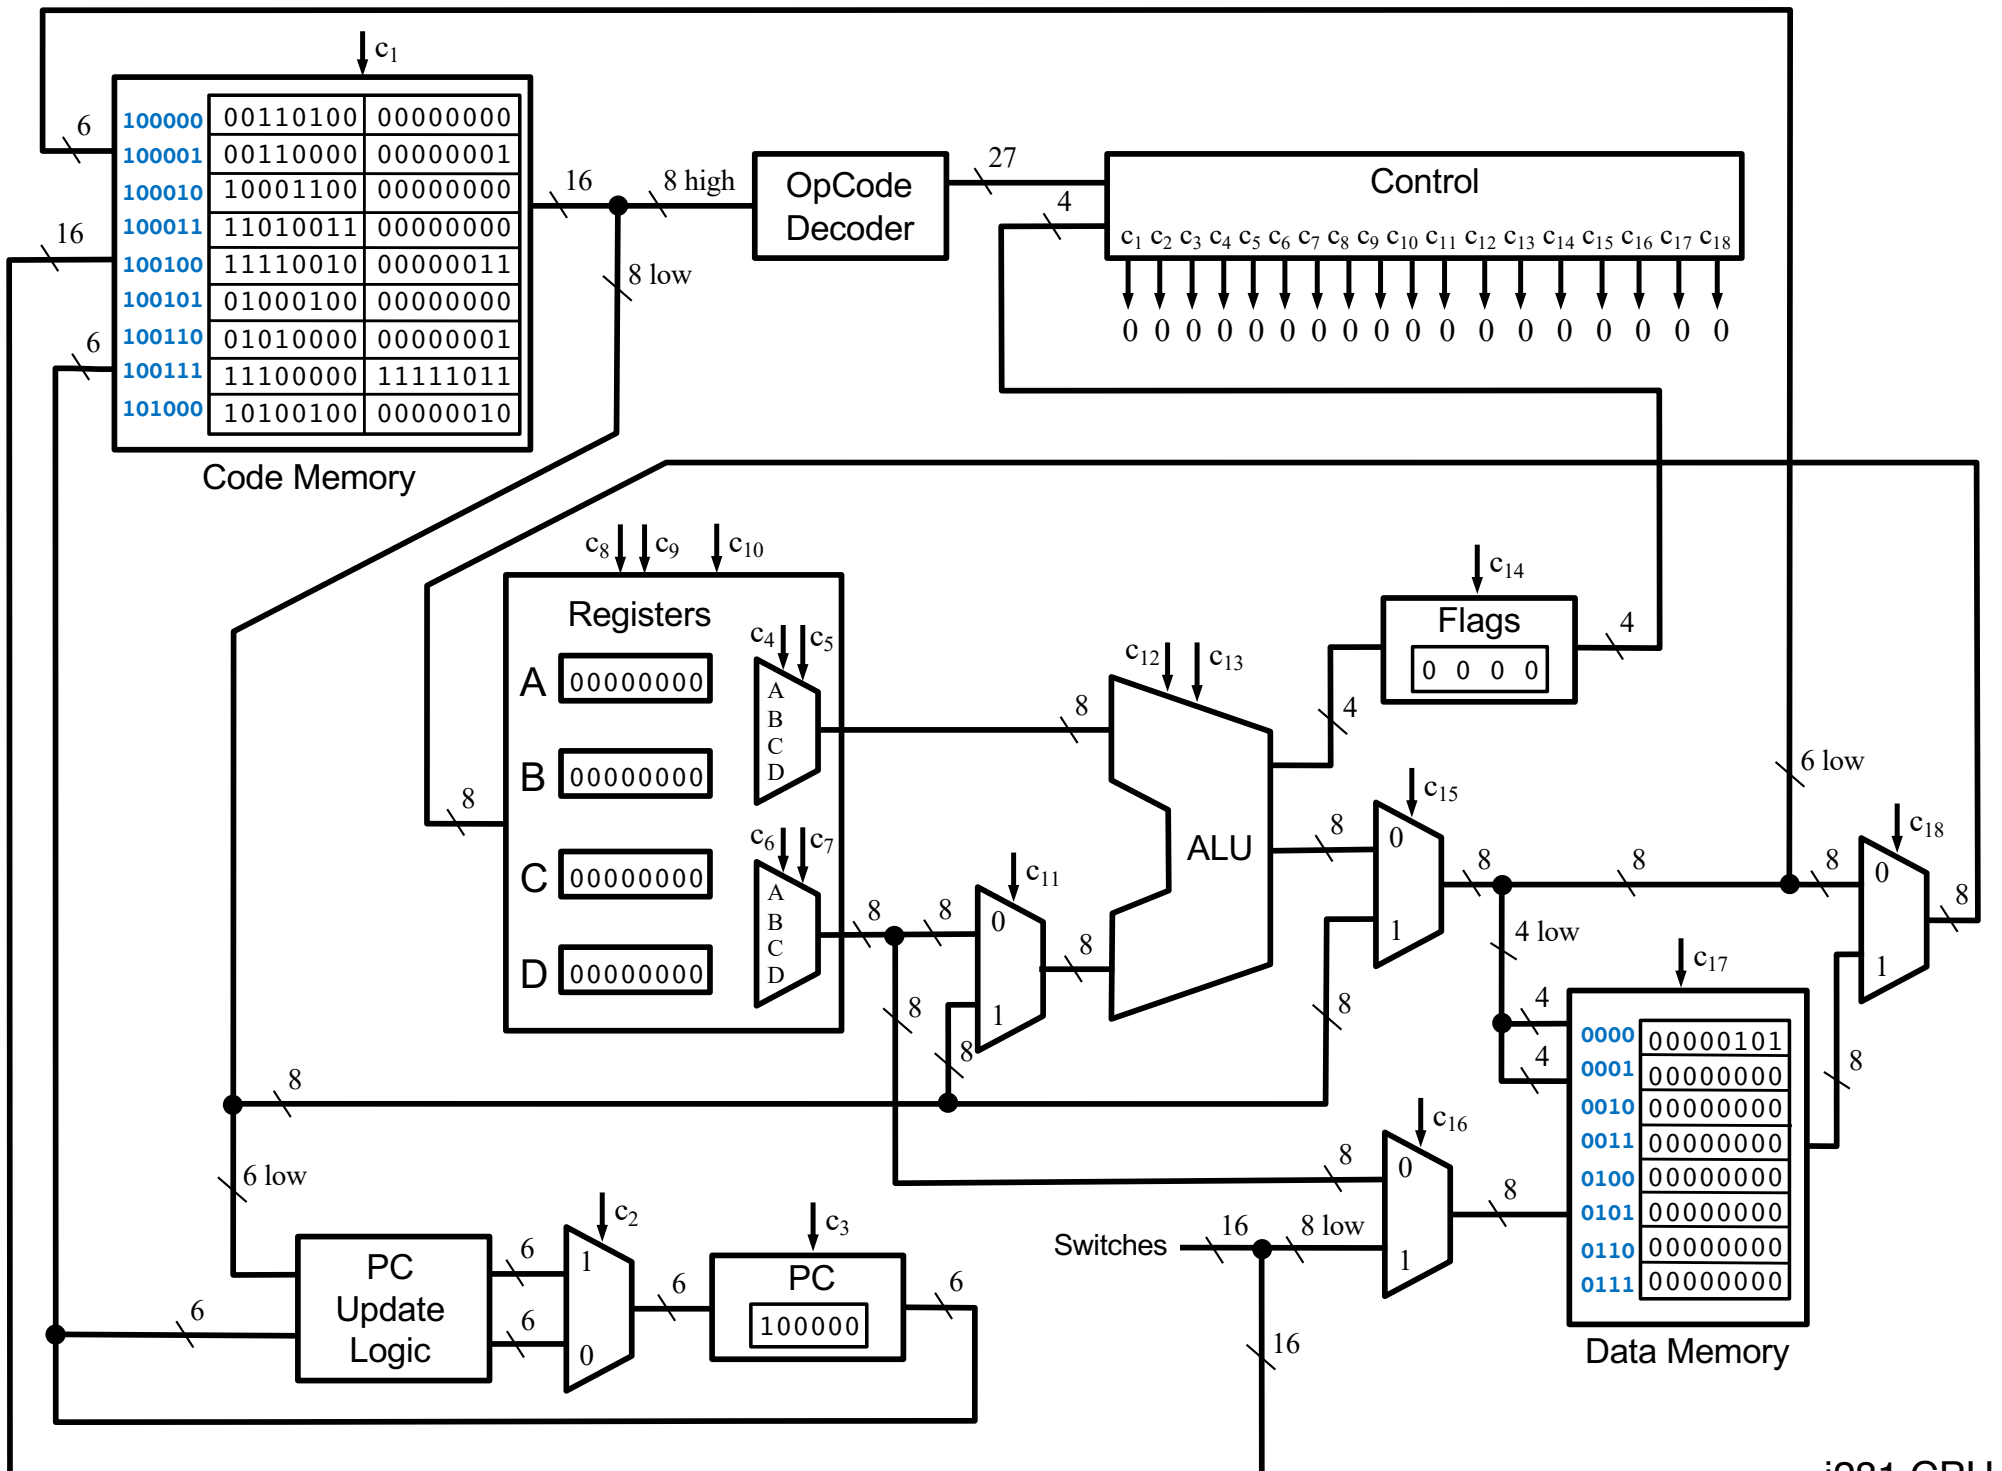 c1
100000 00110100 00000000
100001 00110000 00000001
100010 10001100 00000000
100011 11010011 00000000
100100 11110010 00000011
100101 01000100 00000000
100110 01010000 00000001
100111 11100000 11111011
101000 10100100 00000010
Code Memory
6
16
6
16
8 high
8 low
OpCode
Decoder
27
4
Control
c1 c2 c3 c4 c5 c6 c7 c8 c9 c10 c11 c12 c13 c14 c15 c16 c17 c18
0 0 0 0 0 0 0 0 0 0 0 0 0 0 0 0 0 0
c8 c9 c10
Registers
A 00000000
B 00000000
C 00000000
D 00000000
c4 c5
A
B
C
D
c6 c7
A
B
C
D
8
8
8
8
8
c11
0
1
8
8
c12 c13
ALU
4
c14
Flags
0 0 0 0
4
8
c15
0
1
8
8
8
6 low
8
c18
0
1
8
4 low
4
4
c17
0000 00000101
0001 00000000
0010 00000000
0011 00000000
0100 00000000
0101 00000000
0110 00000000
0111 00000000
Data Memory
8
8
6 low
c16
0
1
8
8
Switches
16
8 low
16
PC
Update
Logic
6
6
6
c2
1
0
6
c3
PC
100000
6